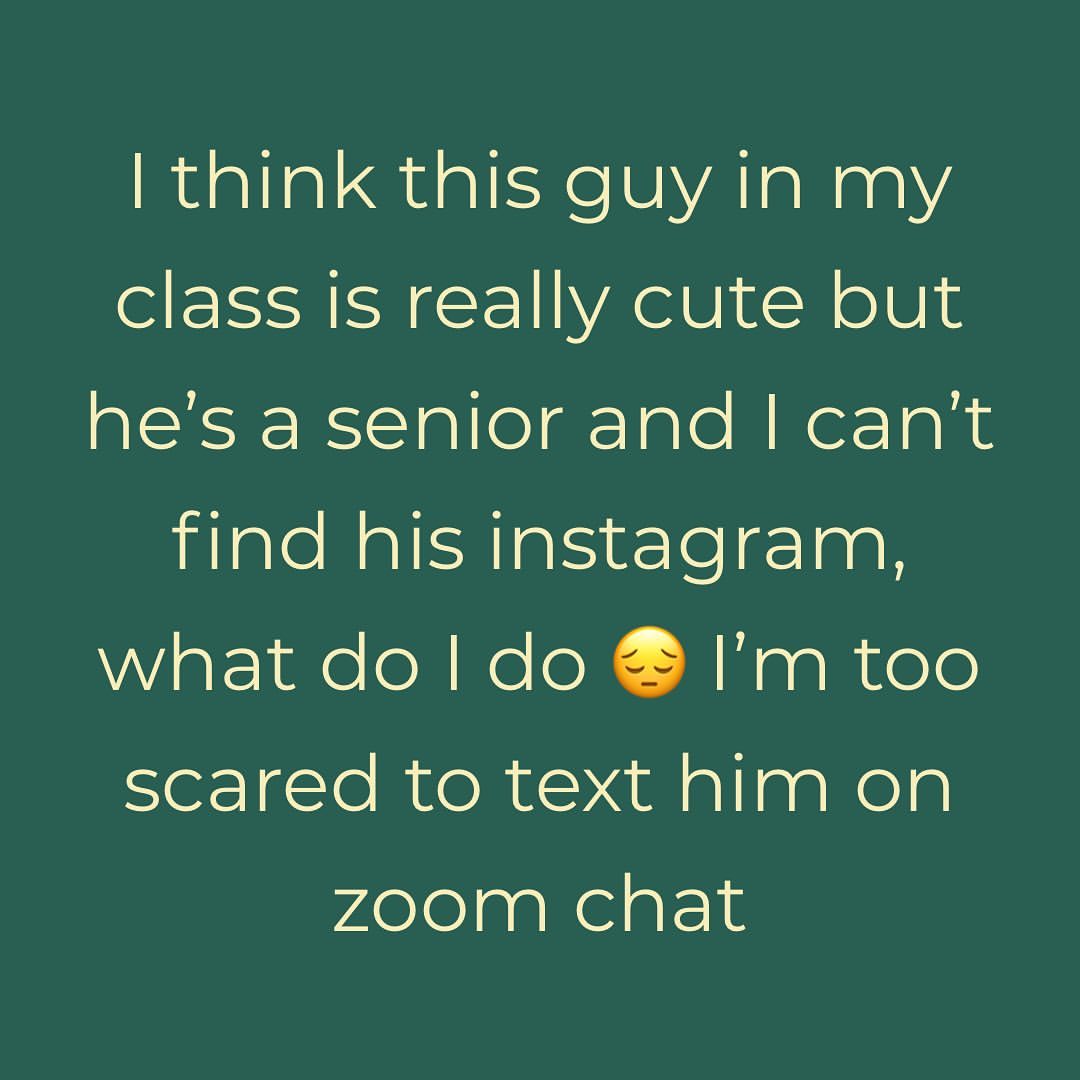 I think this guy in my
class is really cute but
he’s a senior and I can’t
find his instagram,
what do I do 😔 I’m too
scared to text him on
zoom chat